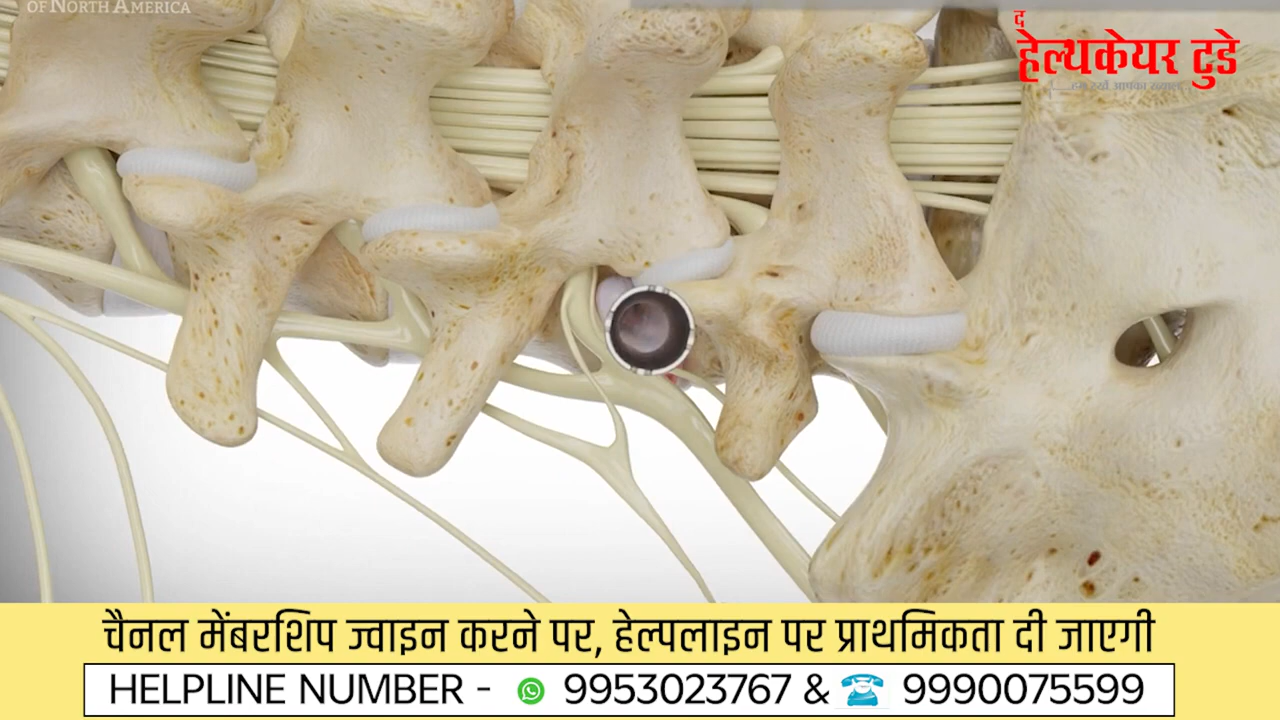 OF NORTH AMERICA
द
हेल्थकेयर टुडे
चैनल मेंबरशिप ज्वाइन करने पर, हेल्पलाइन पर प्राथमिकता दी जाएगी
HELPLINE NUMBER - 9953023767 & 9990075599